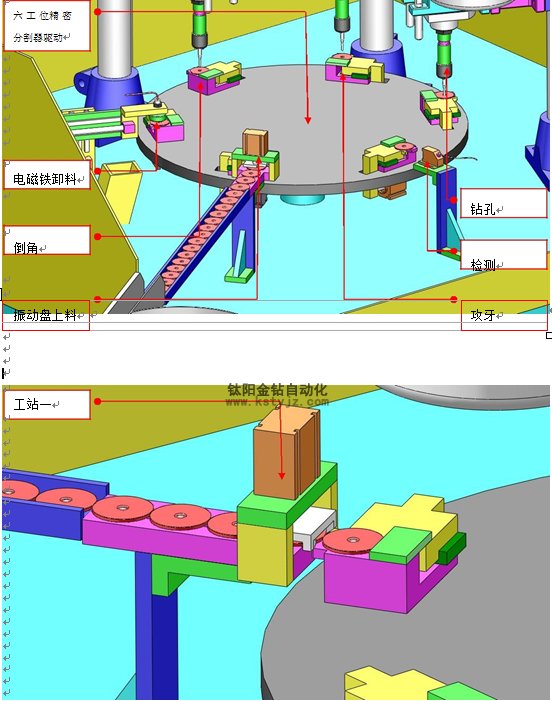 六工位精密
分割器驱动
电磁铁卸料
钻孔
倒角
检测
振动盘上料
攻牙
钛阳金钻自动化
www.kstyjz.com
工站一